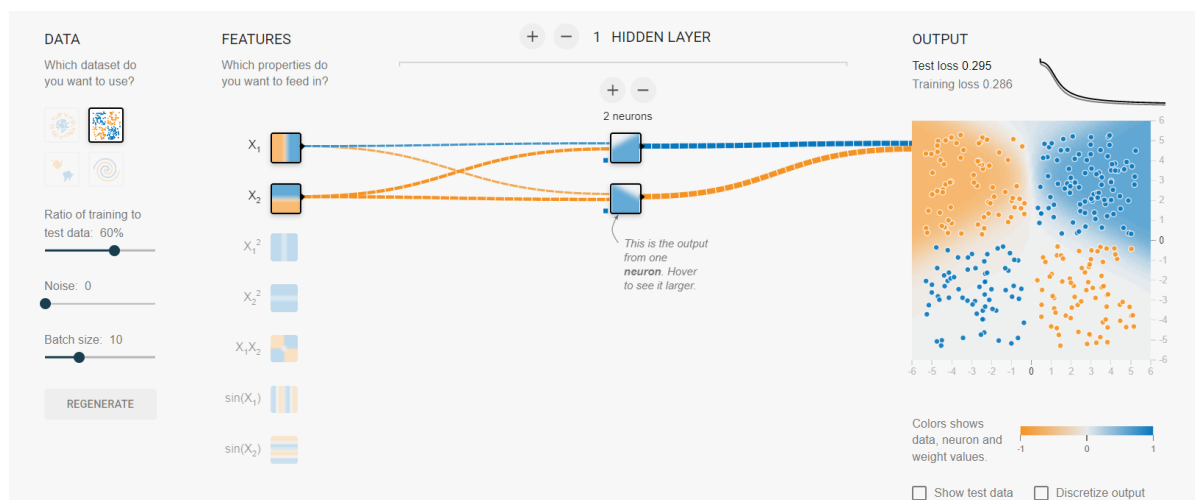 DATA
Which dataset do
you want to use?
Ratio of training to
test data: 60%
Noise: 0
Batch size: 10
REGENERATE
FEATURES
Which properties do
you want to feed in?
X₁
X₂
X₁²
X₂²
X₁X₂
sin(X₁)
sin(X₂)
+ − 1 HIDDEN LAYER
+ −
2 neurons
This is the output
from one
neuron. Hover
to see it larger.
OUTPUT
Test loss 0.295
Training loss 0.286
6
5
4
3
2
1
0
-1
-2
-3
-4
-5
-6
-6 -5 -4 -3 -2 -1 0 1 2 3 4 5 6
Colors shows
data, neuron and
weight values.
-1 0 1
Show test data Discretize output